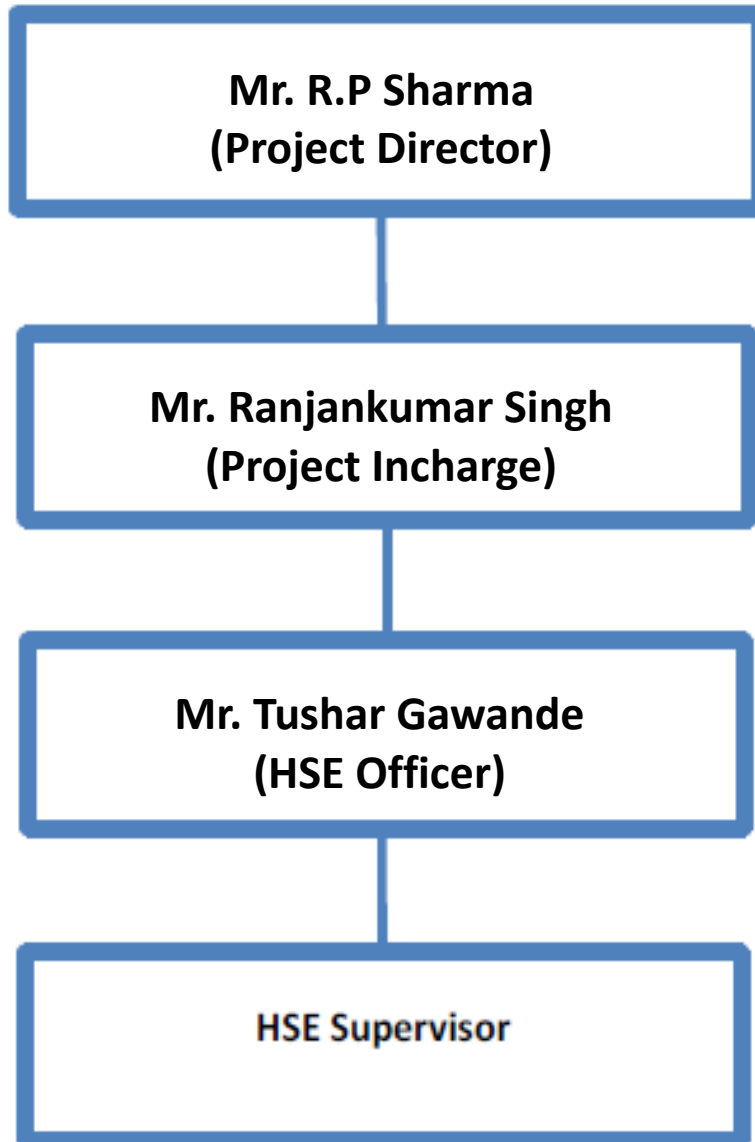 Mr. R.P Sharma
(Project Director)
Mr. Ranjankumar Singh
(Project Incharge)
Mr. Tushar Gawande
(HSE Officer)
HSE Supervisor